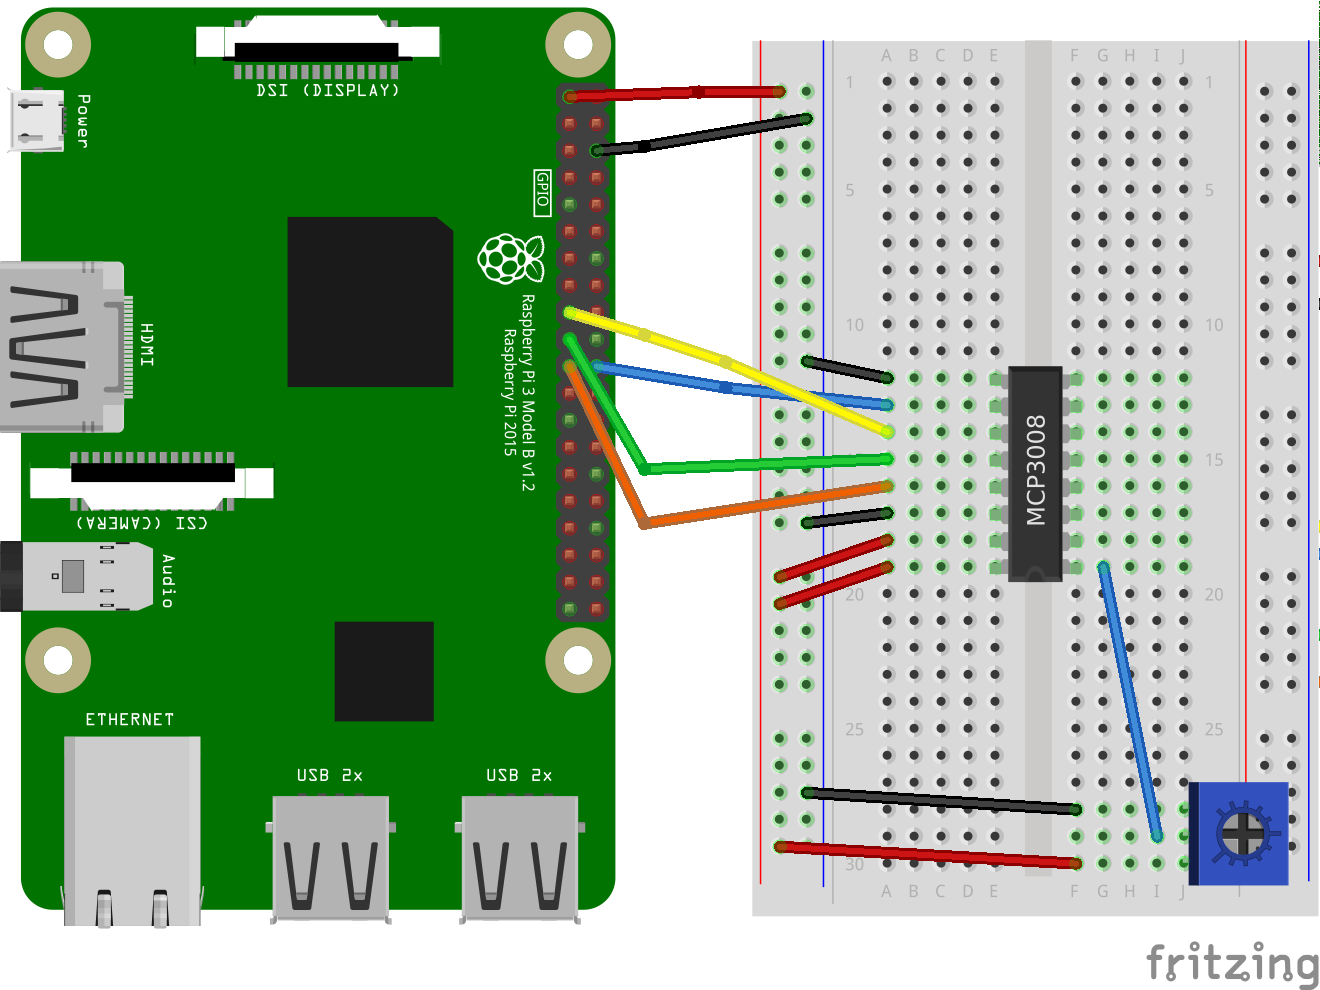 DSI (DISPLAY)
Power
GPIO
HDMI
Raspberry Pi 3 Model B v1.2
Raspberry Pi 2015
CSI (CAMERA)
Audio
ETHERNET
USB 2x
USB 2x
A B C D E F G H I J
1 1
5 5
10 10
MCP3008
15 15
20 20
25 25
30
A B C D E F G H I J
fritzing